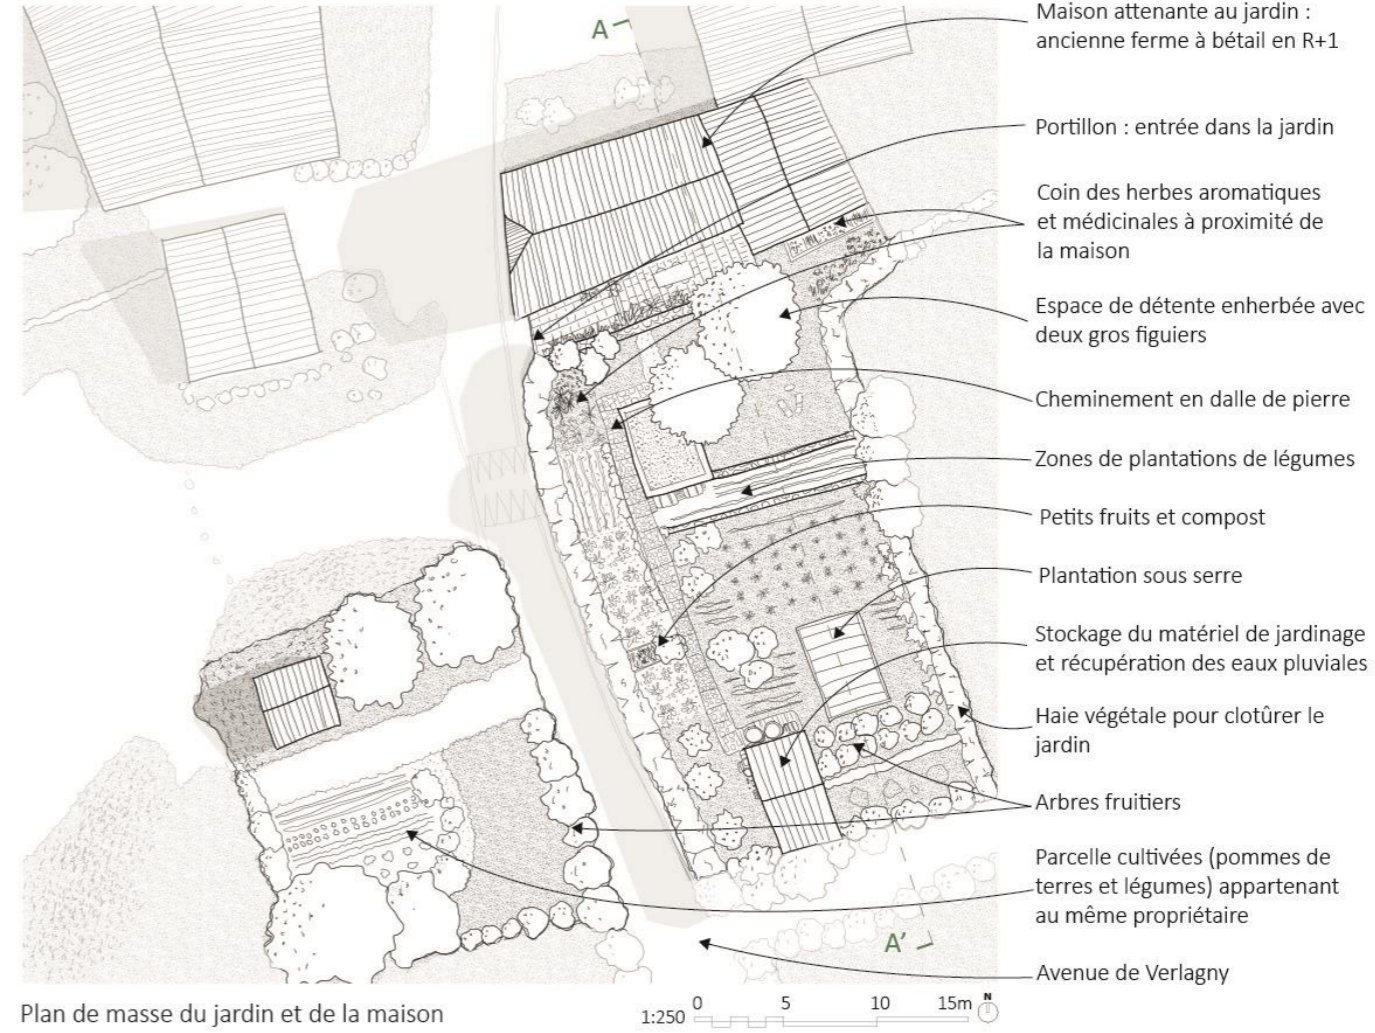 A
Maison attenante au jardin :
ancienne ferme à bétail en R+1
Portillon : entrée dans la jardin
Coin des herbes aromatiques
et médicinales à proximité de
la maison
Espace de détente enherbée avec
deux gros figuiers
Cheminement en dalle de pierre
Zones de plantations de légumes
Petits fruits et compost
Plantation sous serre
Stockage du matériel de jardinage
et récupération des eaux pluviales
Haie végétale pour clotûrer le
jardin
Arbres fruitiers
Parcelle cultivées (pommes de
terres et légumes) appartenant
au même propriétaire
A'
Avenue de Verlagny
Plan de masse du jardin et de la maison
1:250 0 5 10 15m N